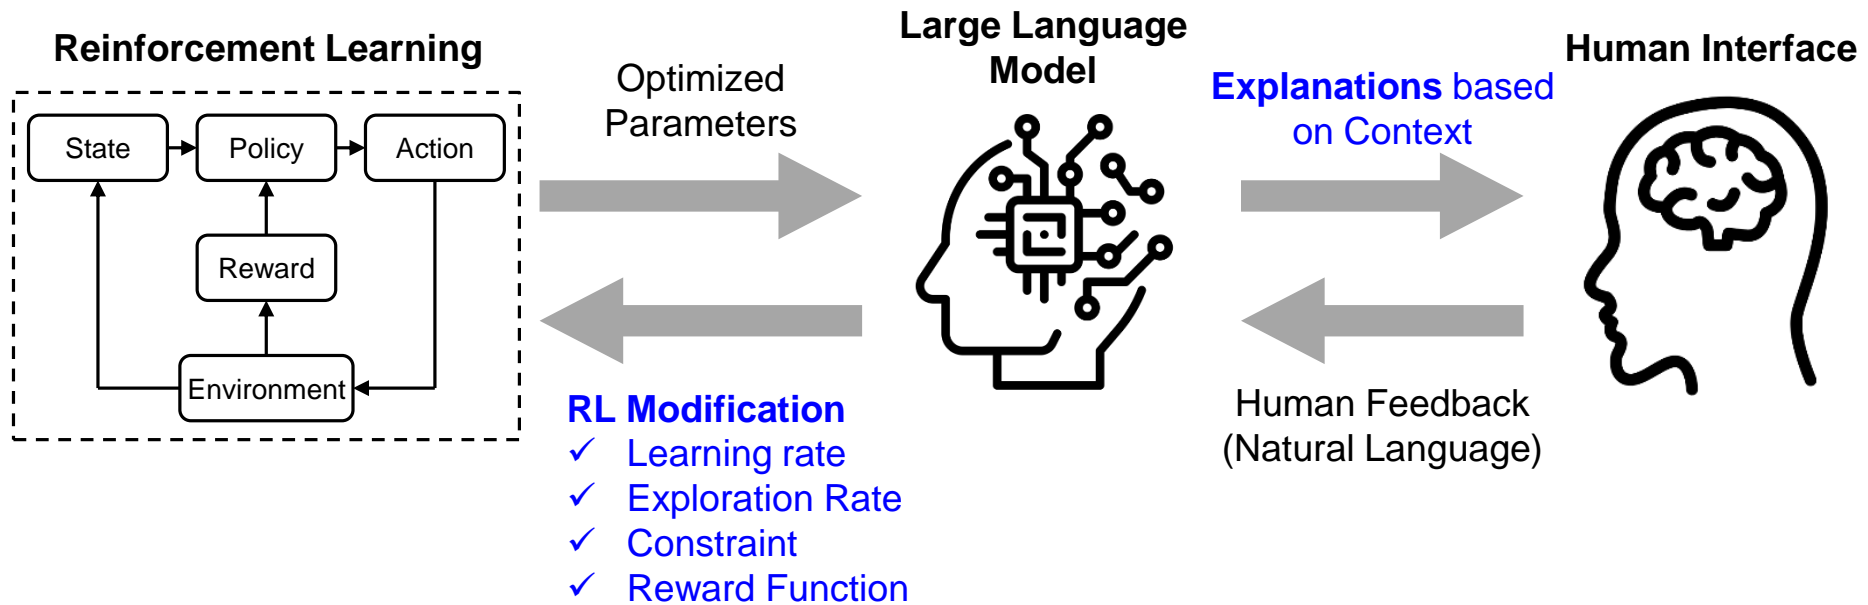 Reinforcement Learning
State
Policy
Action
Reward
Environment
Optimized
Parameters
RL Modification
✓ Learning rate
✓ Exploration Rate
✓ Constraint
✓ Reward Function
Large Language
Model
Explanations based
on Context
Human Feedback
(Natural Language)
Human Interface